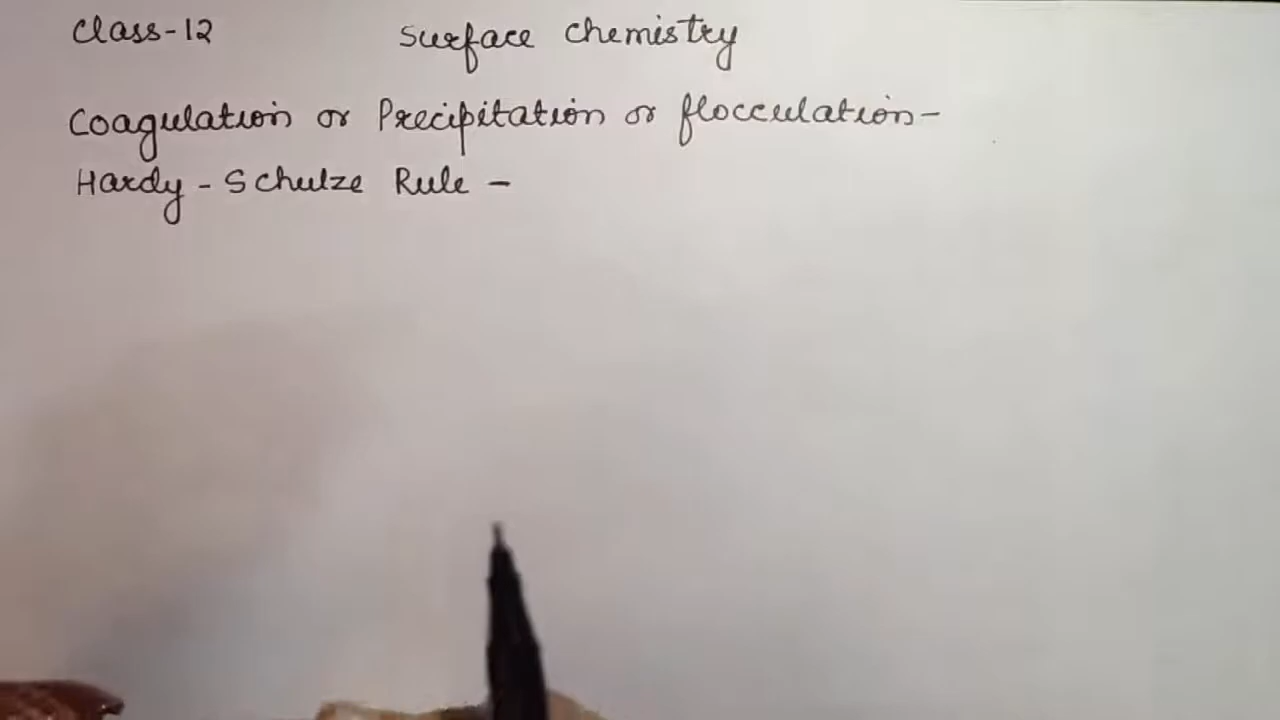 Class-12 Surface Chemistry
Coagulation or Precipitation or flocculation-
Hardy - Schulze Rule -